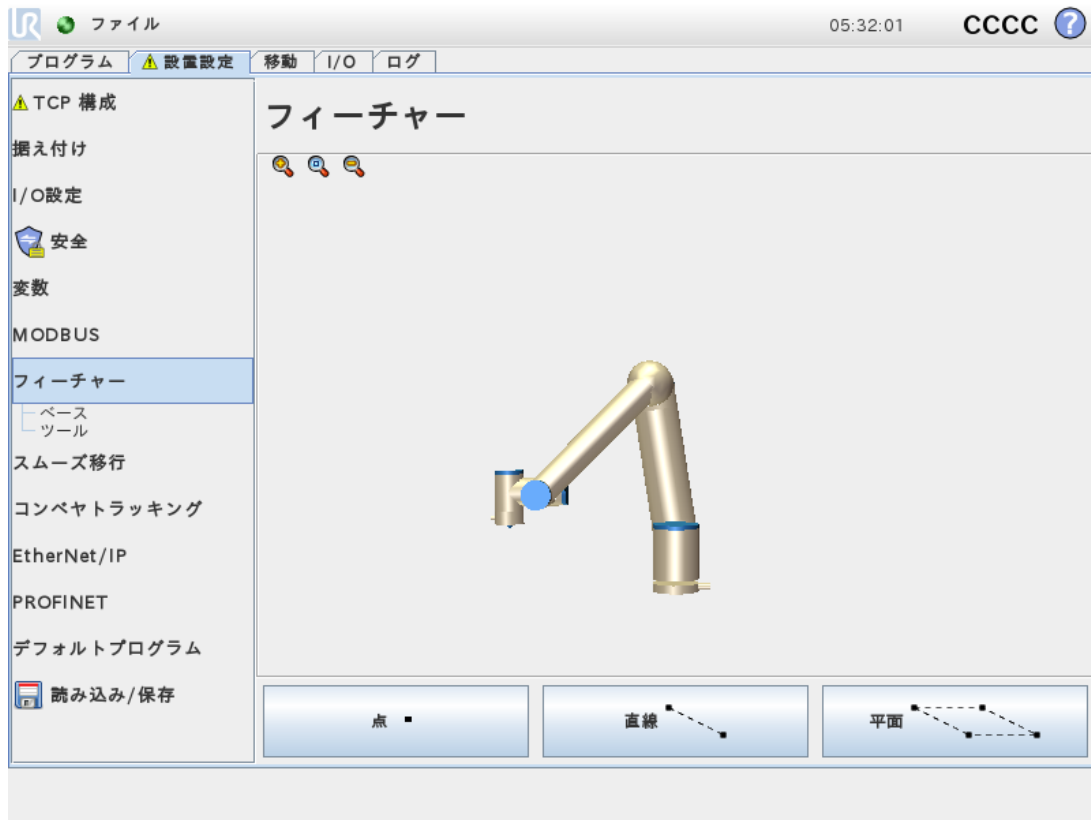 UR ファイル 05:32:01 CCCC ?
プログラム 設置設定 移動 I/O ログ
TCP 構成
据え付け
I/O設定
安全
変数
MODBUS
フィーチャー
ベース
ツール
スムーズ移行
コンベヤトラッキング
EtherNet/IP
PROFINET
デフォルトプログラム
読み込み/保存
フィーチャー
点 直線 平面